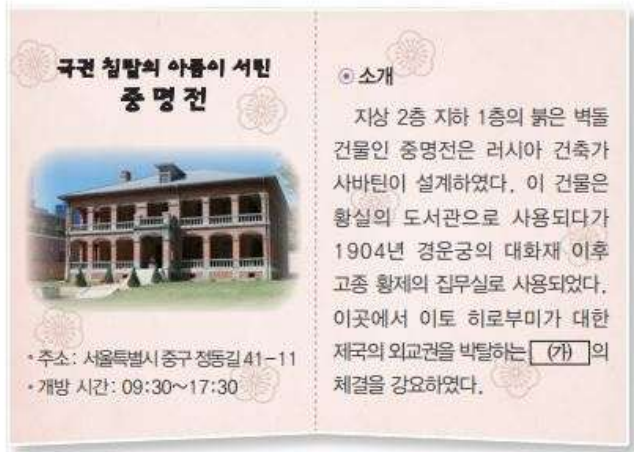 국권 침탈의 아픔이 서린
중명전
• 주소: 서울특별시 중구 정동길 41-11
• 개방 시간: 09:30~17:30
◉ 소개
지상 2층 지하 1층의 붉은 벽돌
건물인 중명전은 러시아 건축가
사바틴이 설계하였다. 이 건물은
황실의 도서관으로 사용되다가
1904년 경운궁의 대화재 이후
고종 황제의 집무실로 사용되었다.
이곳에서 이토 히로부미가 대한
제국의 외교권을 박탈하는 (가) 의
체결을 강요하였다.